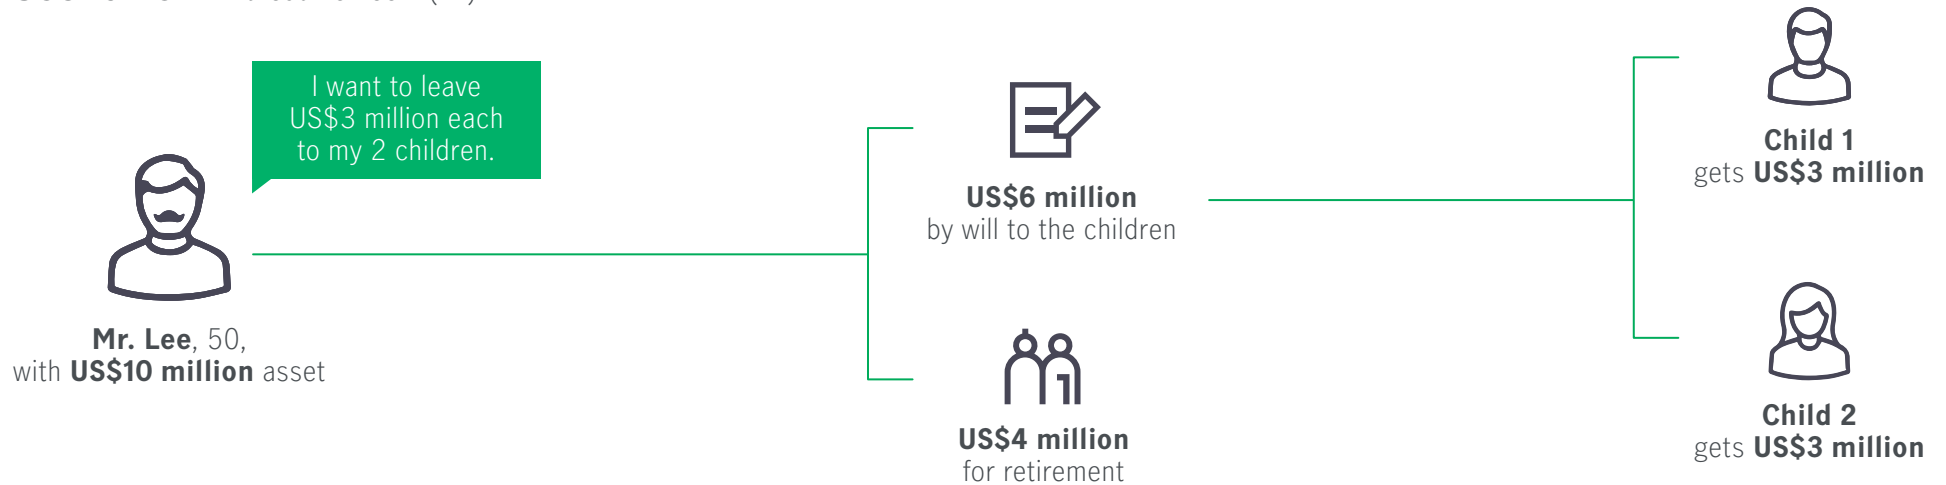 I want to leave
US$3 million each
to my 2 children.
Mr. Lee, 50,
with US$10 million asset
US$6 million
by will to the children
US$4 million
for retirement
Child 1
gets US$3 million
Child 2
gets US$3 million